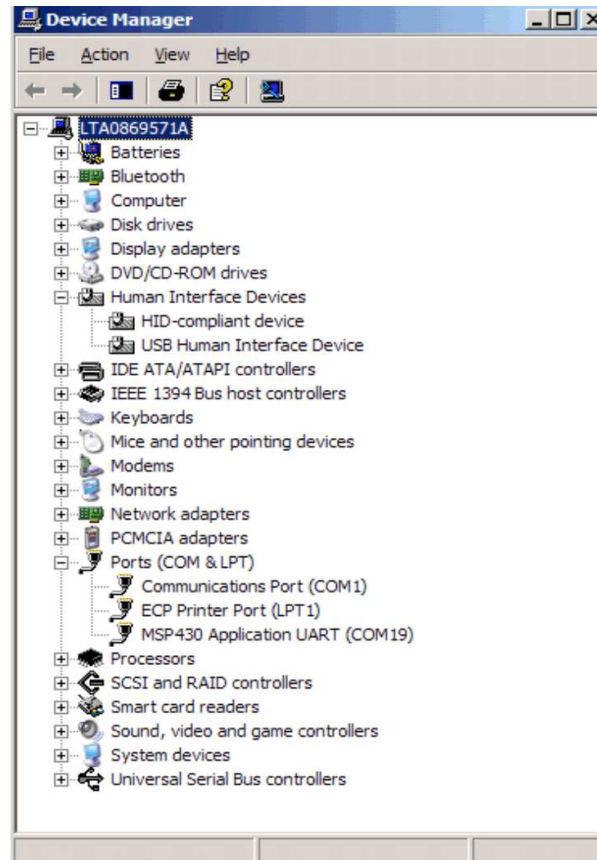 Device Manager
File Action View Help
LTA0869571A
Batteries
Bluetooth
Computer
Disk drives
Display adapters
DVD/CD-ROM drives
Human Interface Devices
HID-compliant device
USB Human Interface Device
IDE ATA/ATAPI controllers
IEEE 1394 Bus host controllers
Keyboards
Mice and other pointing devices
Modems
Monitors
Network adapters
PCMCIA adapters
Ports (COM & LPT)
Communications Port (COM1)
ECP Printer Port (LPT1)
MSP430 Application UART (COM19)
Processors
SCSI and RAID controllers
Smart card readers
Sound, video and game controllers
System devices
Universal Serial Bus controllers